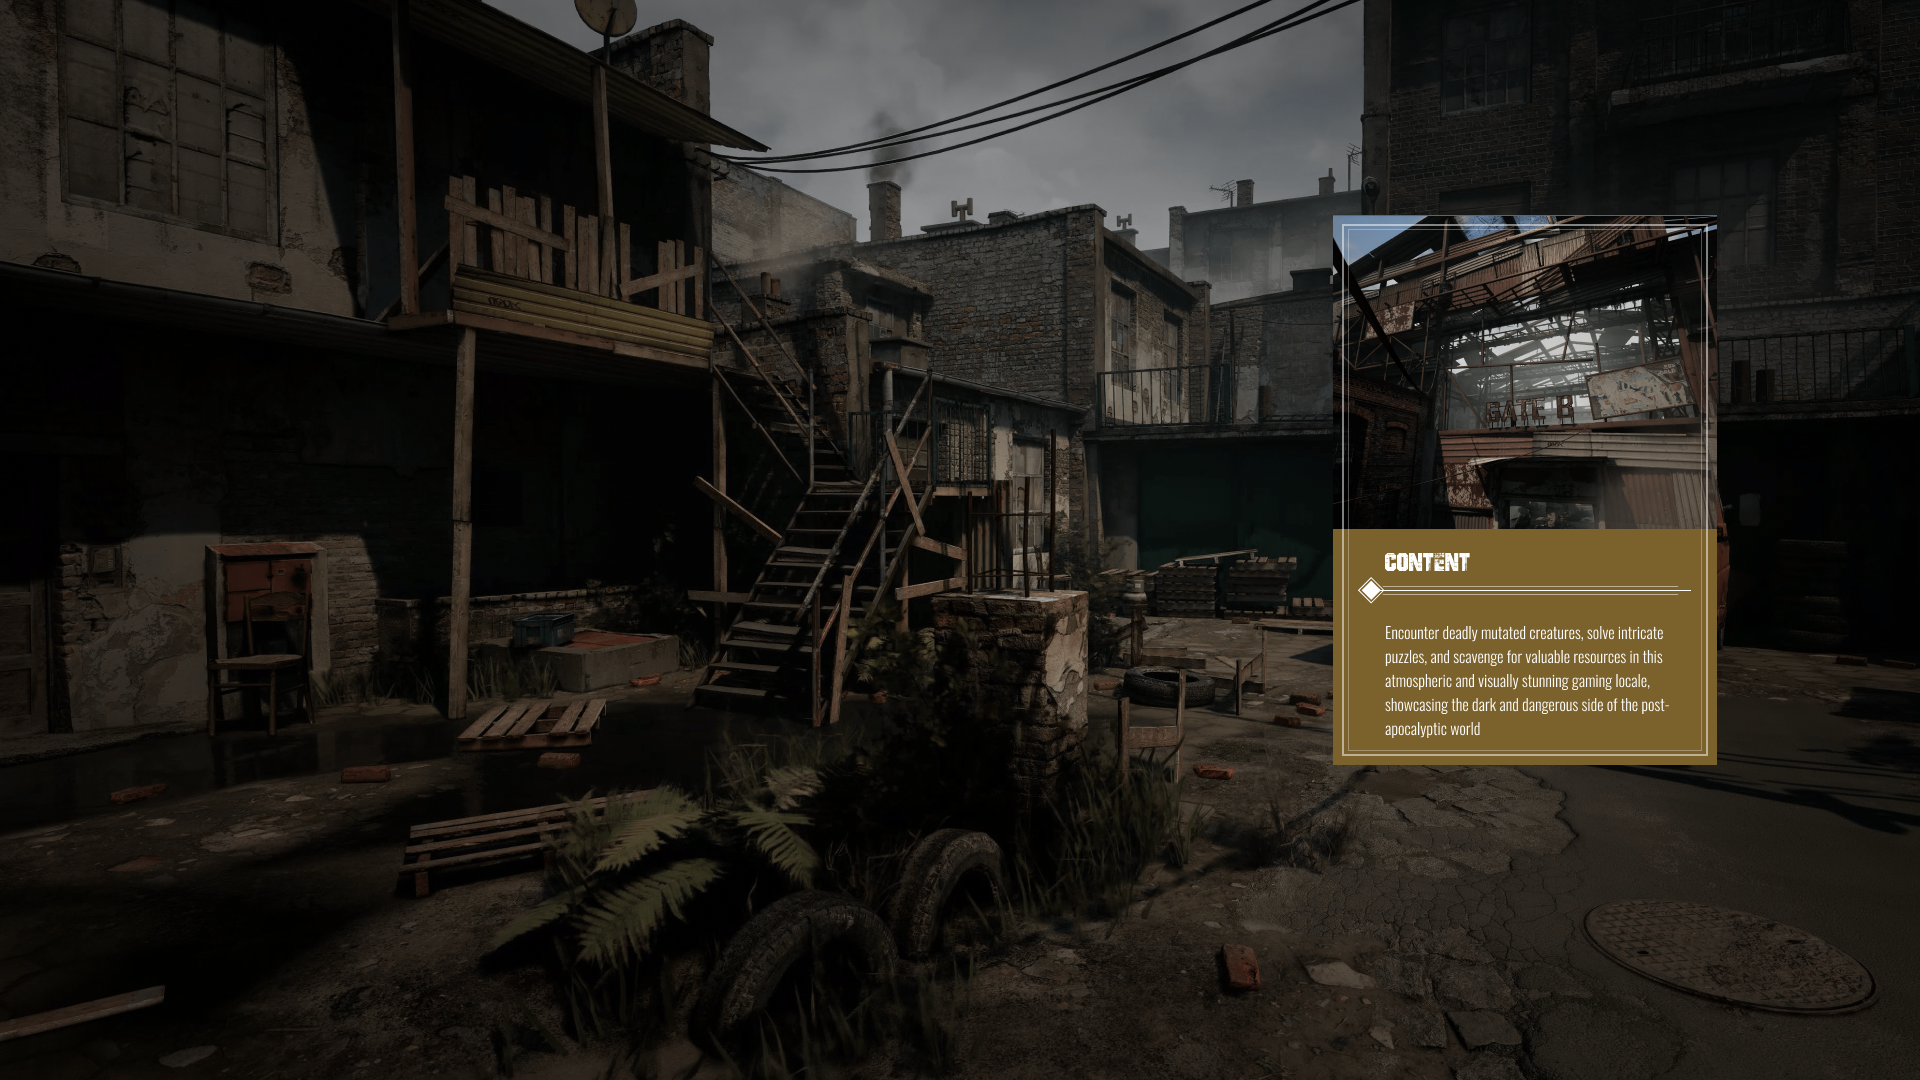 GATE B
CONTENT
Encounter deadly mutated creatures, solve intricate
puzzles, and scavenge for valuable resources in this
atmospheric and visually stunning gaming locale,
showcasing the dark and dangerous side of the post-
apocalyptic world